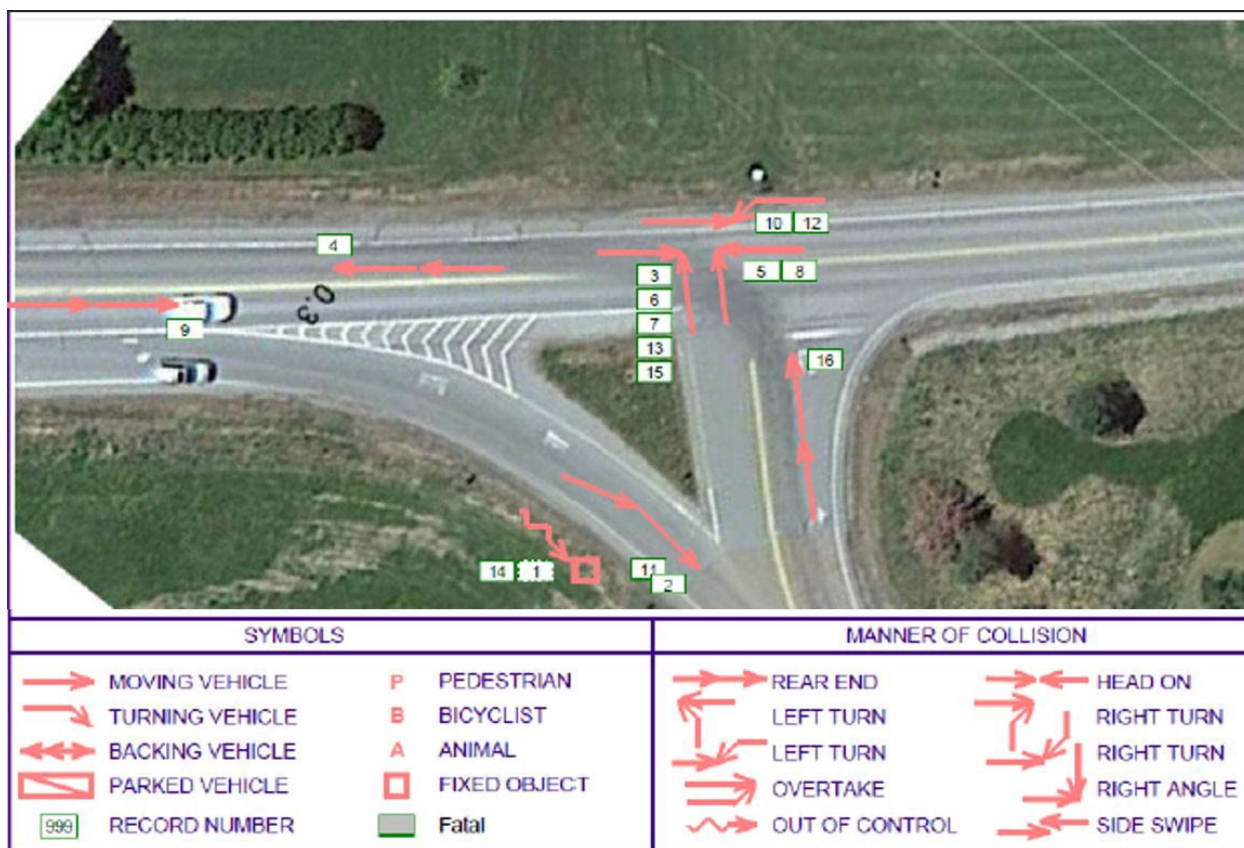 10 12
4
3
5 8
0.3
6
9
7
13
16
15
14 1 11
2
SYMBOLS
MANNER OF COLLISION
MOVING VEHICLE
P PEDESTRIAN
REAR END
HEAD ON
TURNING VEHICLE
B BICYCLIST
LEFT TURN
RIGHT TURN
BACKING VEHICLE
A ANIMAL
LEFT TURN
RIGHT TURN
PARKED VEHICLE
FIXED OBJECT
OVERTAKE
RIGHT ANGLE
999 RECORD NUMBER
Fatal
OUT OF CONTROL
SIDE SWIPE